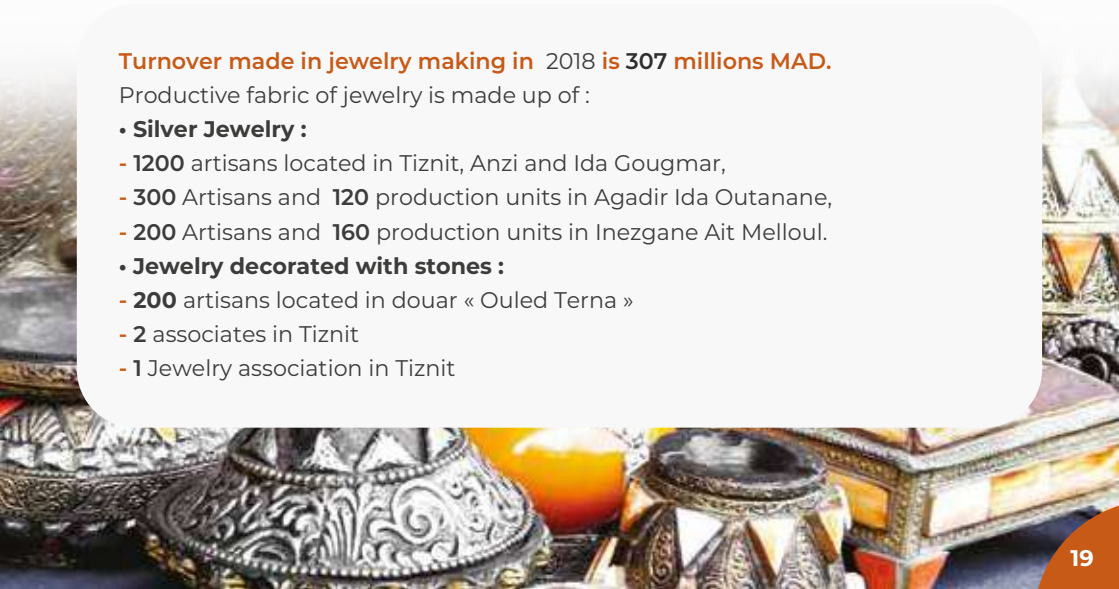 Turnover made in jewelry making in 2018 is 307 millions MAD.
Productive fabric of jewelry is made up of :
• Silver Jewelry :
- 1200 artisans located in Tiznit, Anzi and Ida Gougmar,
- 300 Artisans and 120 production units in Agadir Ida Outanane,
- 200 Artisans and 160 production units in Inezgane Ait Melloul.
• Jewelry decorated with stones :
- 200 artisans located in douar « Ouled Terna »
- 2 associates in Tiznit
- 1 Jewelry association in Tiznit
19